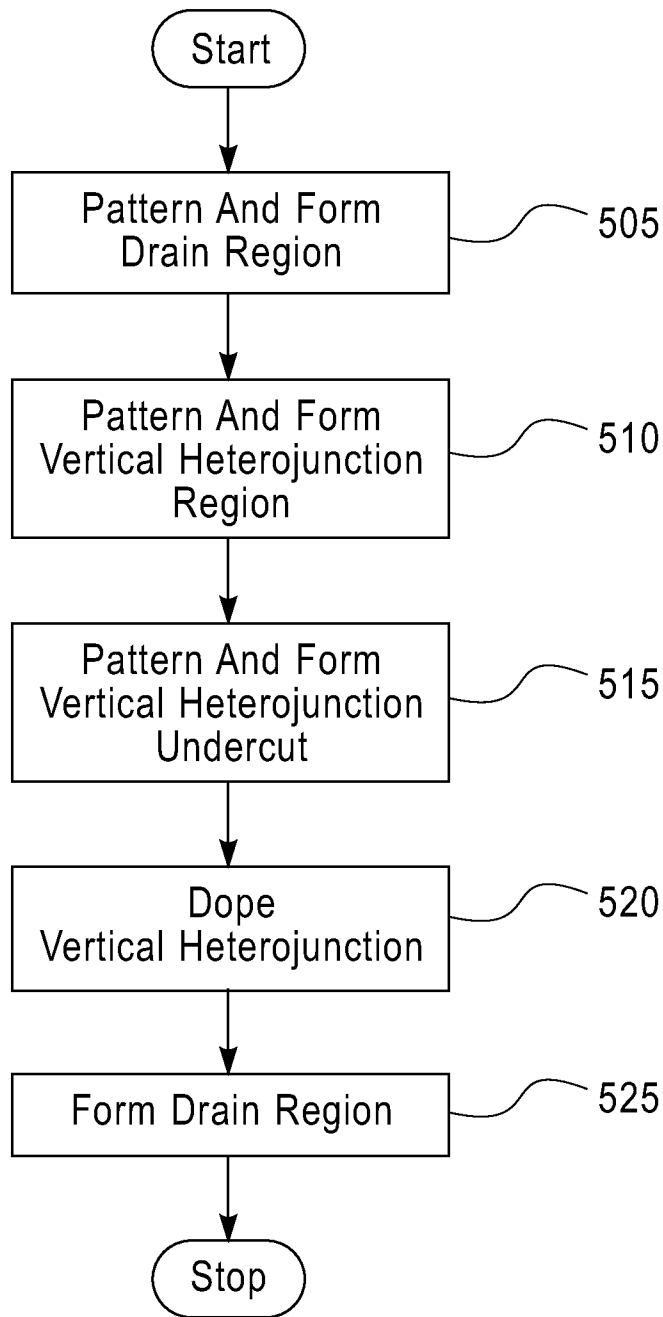 Start
Pattern And Form
Drain Region
505
Pattern And Form
Vertical Heterojunction
Region
510
Pattern And Form
Vertical Heterojunction
Undercut
515
Dope
Vertical Heterojunction
520
Form Drain Region
525
Stop